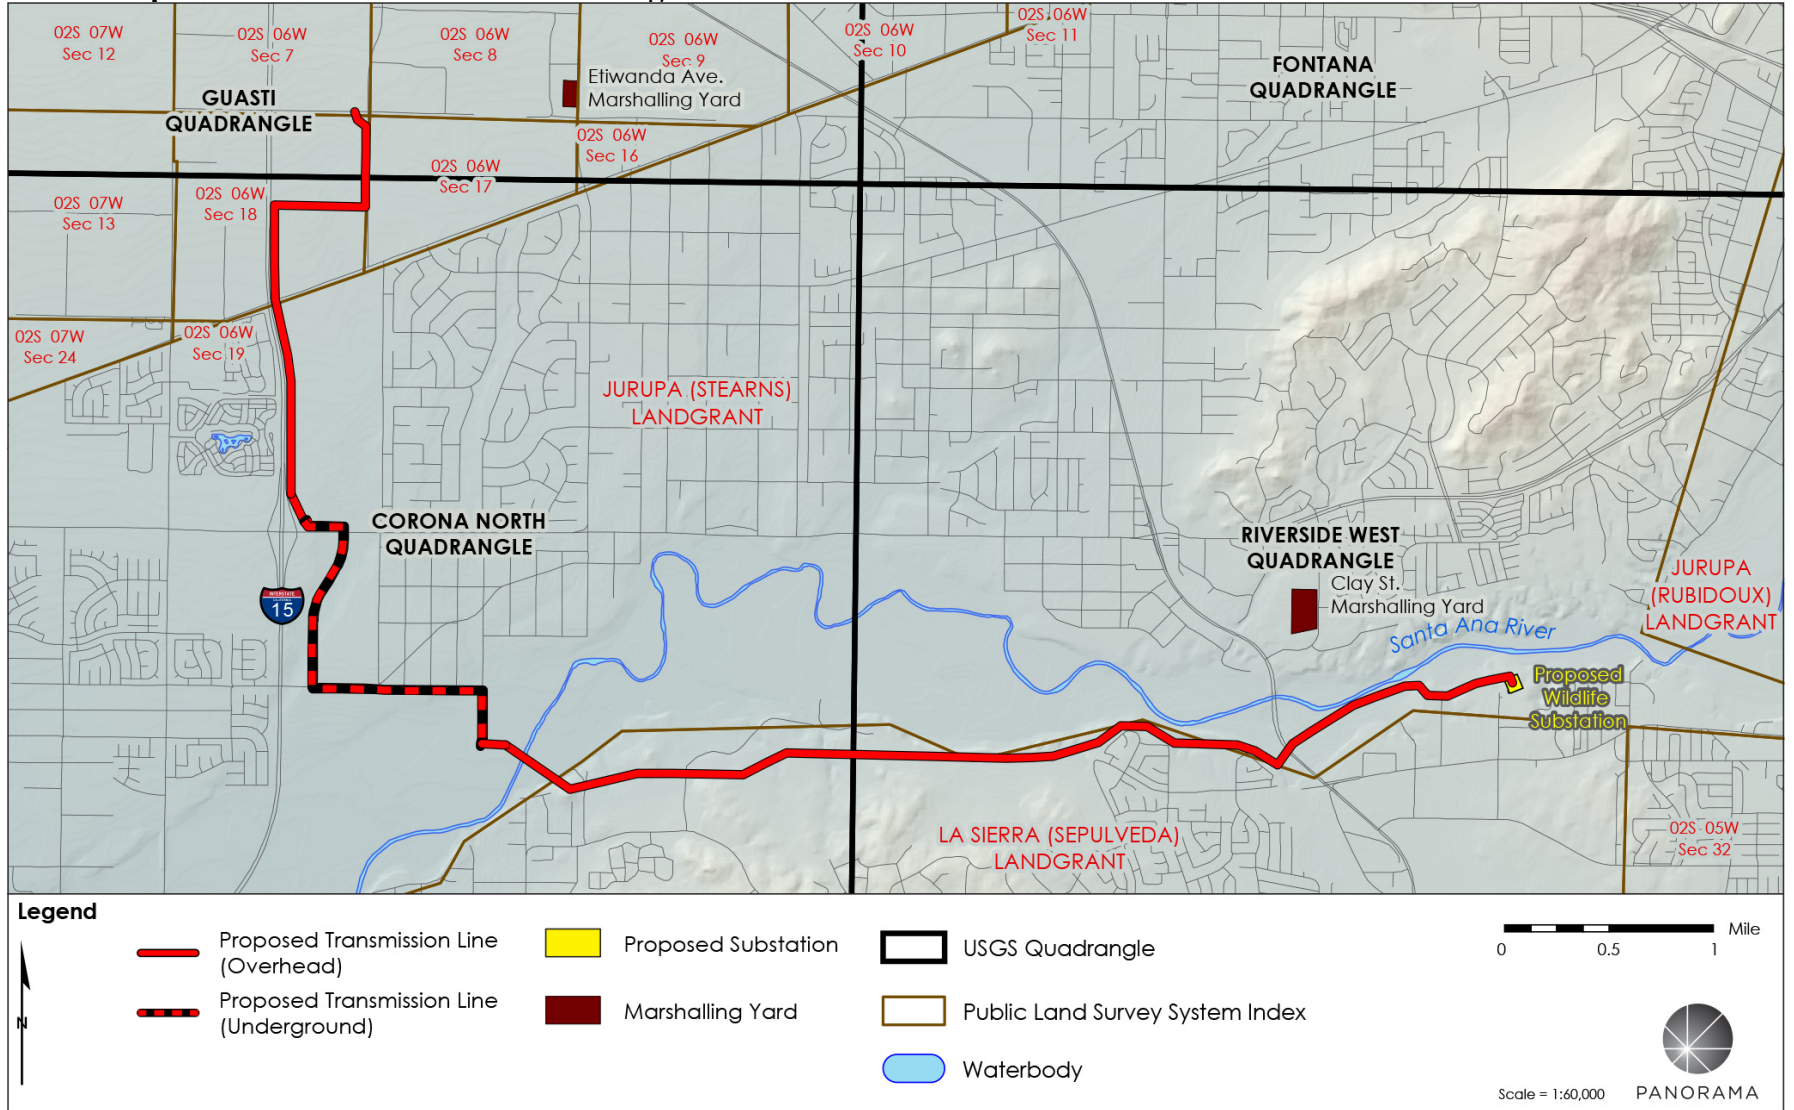 02S 07W
Sec 12
02S 06W
Sec 7
02S 06W
Sec 8
02S 06W
Sec 9
02S 06W
Sec 10
02S 06W
Sec 11
Etiwanda Ave.
Marshalling Yard
FONTANA
QUADRANGLE
GUASTI
QUADRANGLE
02S 06W
Sec 16
02S 06W
Sec 17
02S 07W
Sec 13
02S 06W
Sec 18
02S 07W
Sec 24
02S 06W
Sec 19
JURUPA (STEARNS)
LANDGRANT
CORONA NORTH
QUADRANGLE
RIVERSIDE WEST
QUADRANGLE
Clay St.
Marshalling Yard
JURUPA
(RUBIDOUX)
LANDGRANT
INTERSTATE
CALIFORNIA
15
Santa Ana River
Proposed
Wildlife
Substation
LA SIERRA (SEPULVEDA)
LANDGRANT
02S 05W
Sec 32
Legend
N
Proposed Transmission Line
(Overhead)
Proposed Transmission Line
(Underground)
Proposed Substation
Marshalling Yard
USGS Quadrangle
Public Land Survey System Index
Waterbody
Mile
0 0.5 1
Scale = 1:60,000
PANORAMA